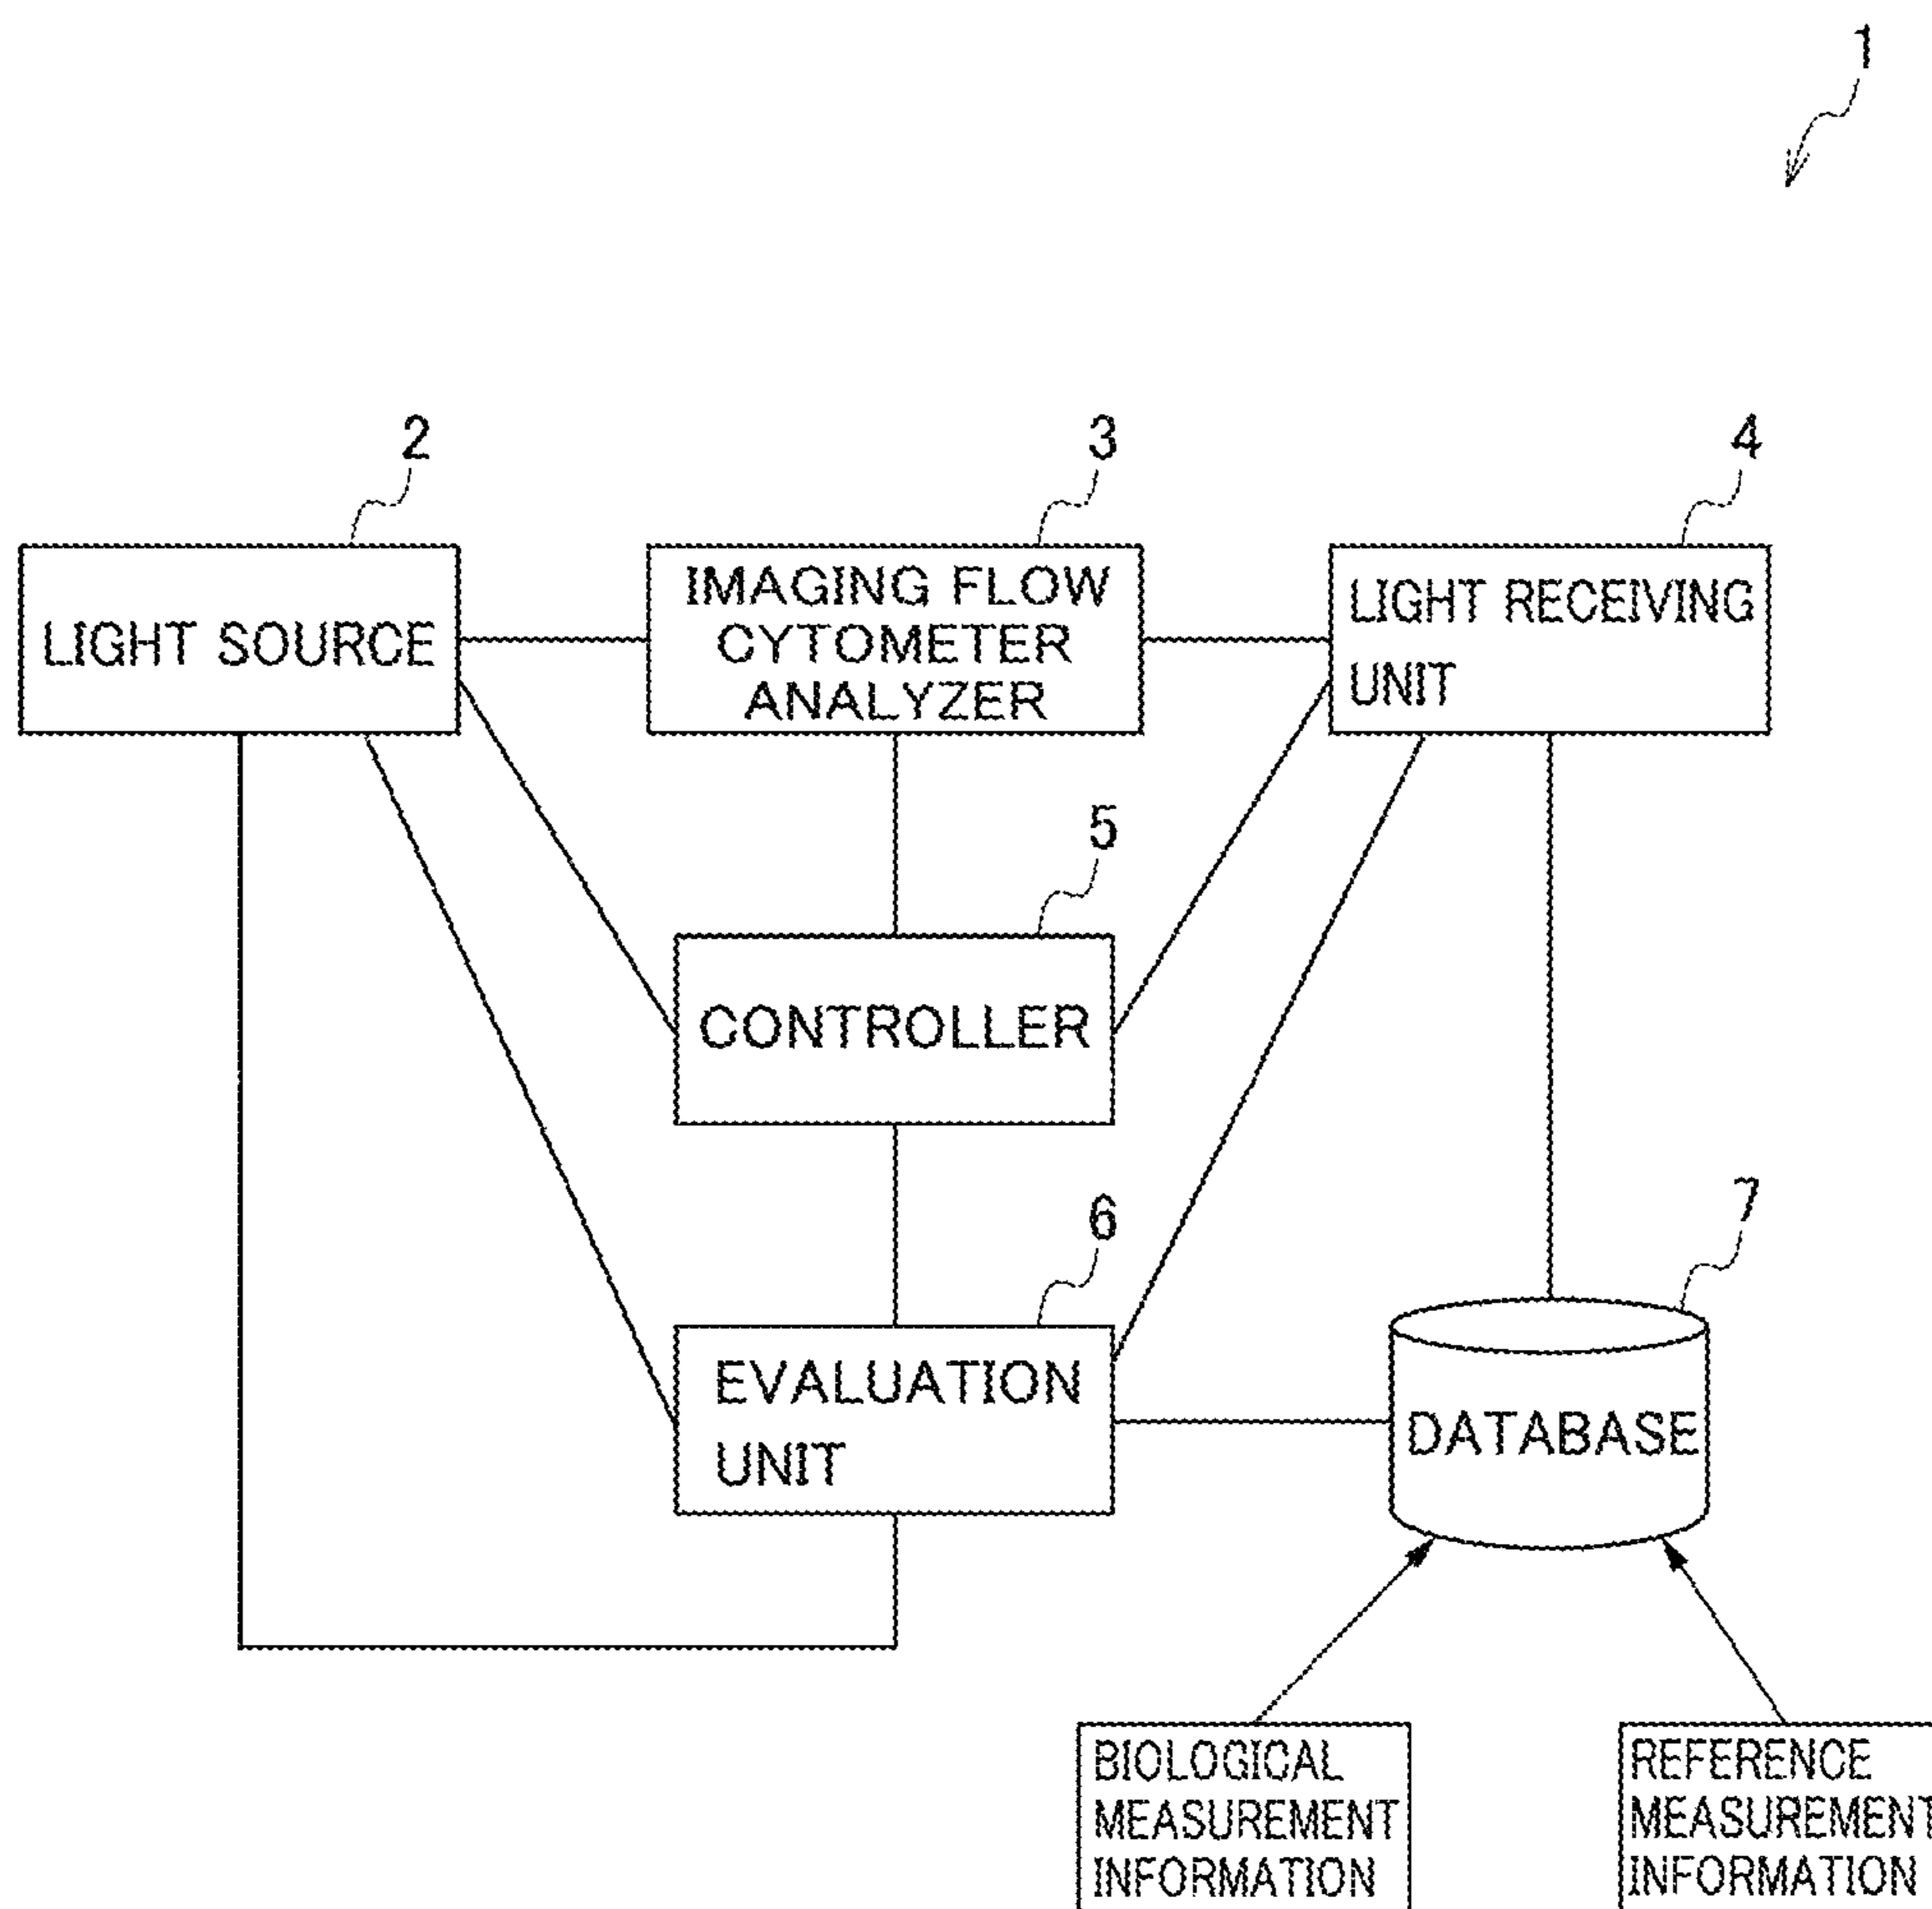 1
2
3
4
LIGHT SOURCE
IMAGING FLOW
CYTOMETER
ANALYZER
LIGHT RECEIVING
UNIT
5
CONTROLLER
6
7
EVALUATION
UNIT
DATABASE
BIOLOGICAL
MEASUREMENT
INFORMATION
REFERENCE
MEASUREMENT
INFORMATION